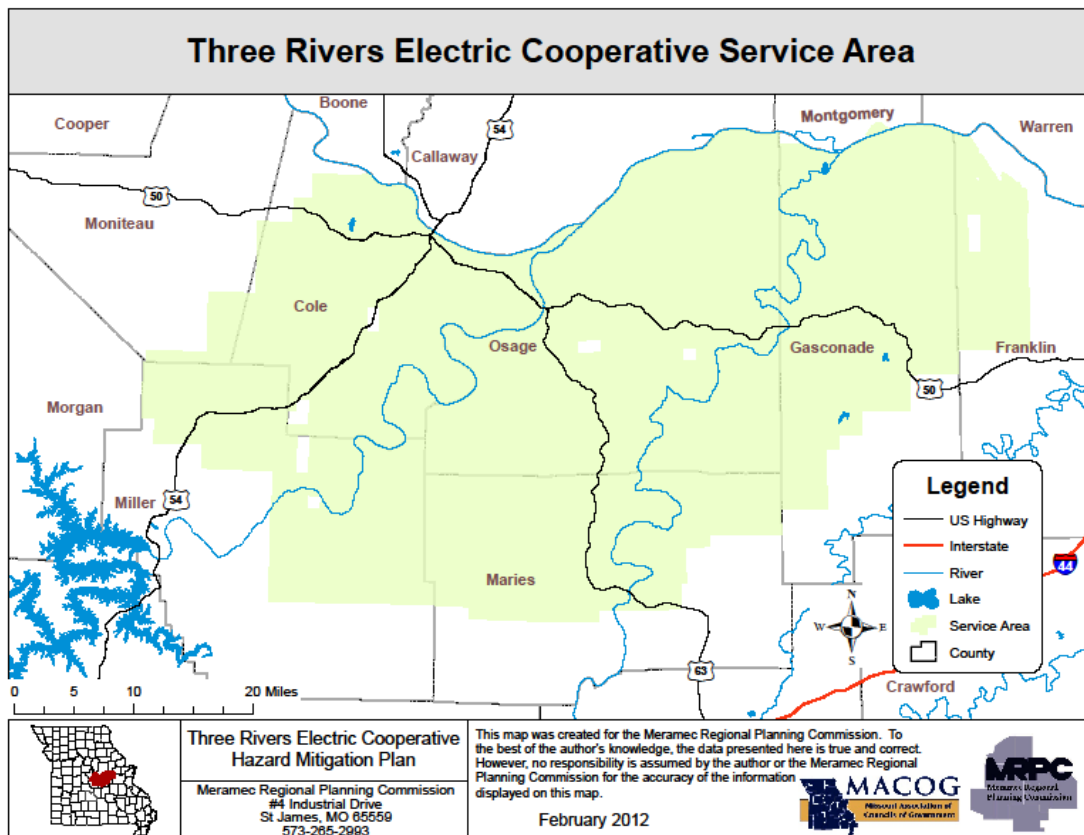 Three Rivers Electric Cooperative Service Area
Boone
Montgomery
Cooper
54
Warren
Callaway
50
Moniteau
Cole
Osage
Gasconade
Franklin
Morgan
50
Legend
US Highway
Interstate
River
Lake
Service Area
County
Miller
54
44
Maries
N
W
E
S
63
Crawford
0
5
10
20 Miles
Three Rivers Electric Cooperative
Hazard Mitigation Plan
Meramec Regional Planning Commission
#4 Industrial Drive
St James, MO 65559
573-265-2993
This map was created for the Meramec Regional Planning Commission. To
the best of the author's knowledge, the data presented here is true and correct.
However, no responsibility is assumed by the author or the Meramec Regional
Planning Commission for the accuracy of the information
displayed on this map.
February 2012
MACOG
Missouri Association of
Councils of Government
MRPC
Meramec Regional
Planning Commission